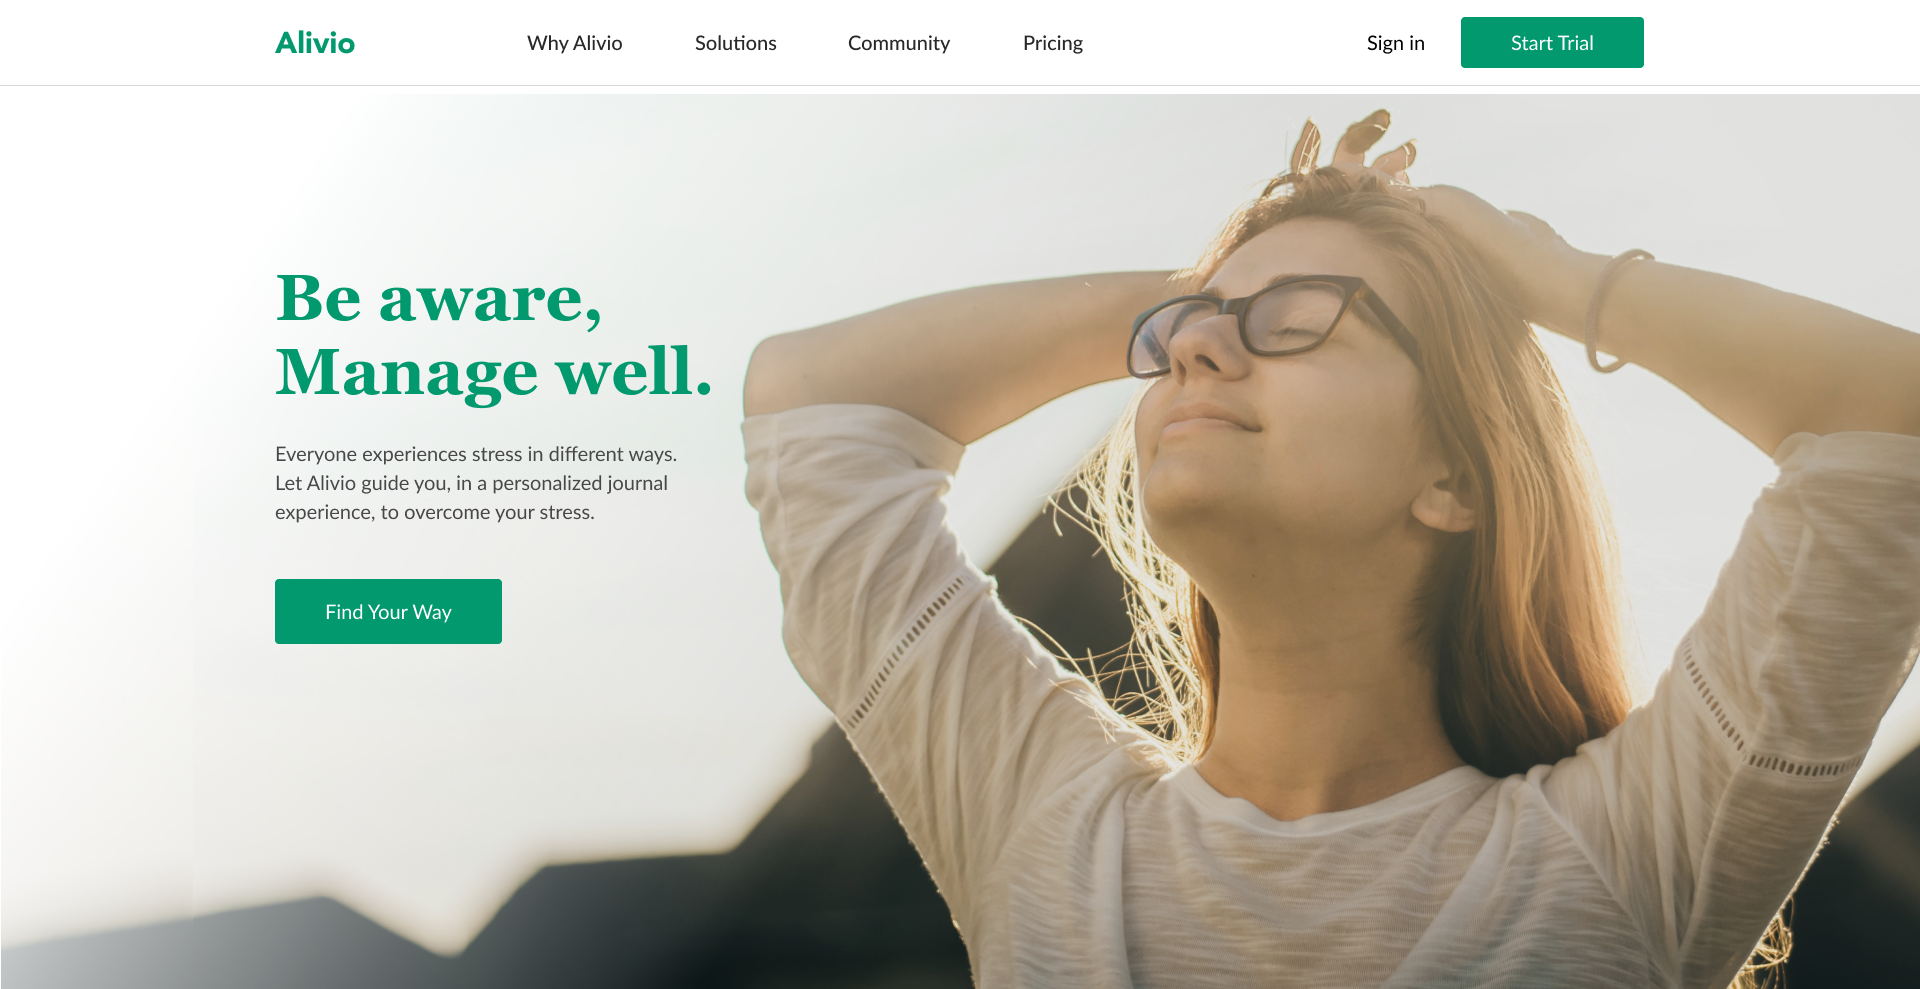 Alivio
Why Alivio
Solutions
Community
Pricing
Sign in
Start Trial
Be aware,
Manage well.
Everyone experiences stress in different ways.
Let Alivio guide you, in a personalized journal
experience, to overcome your stress.
Find Your Way